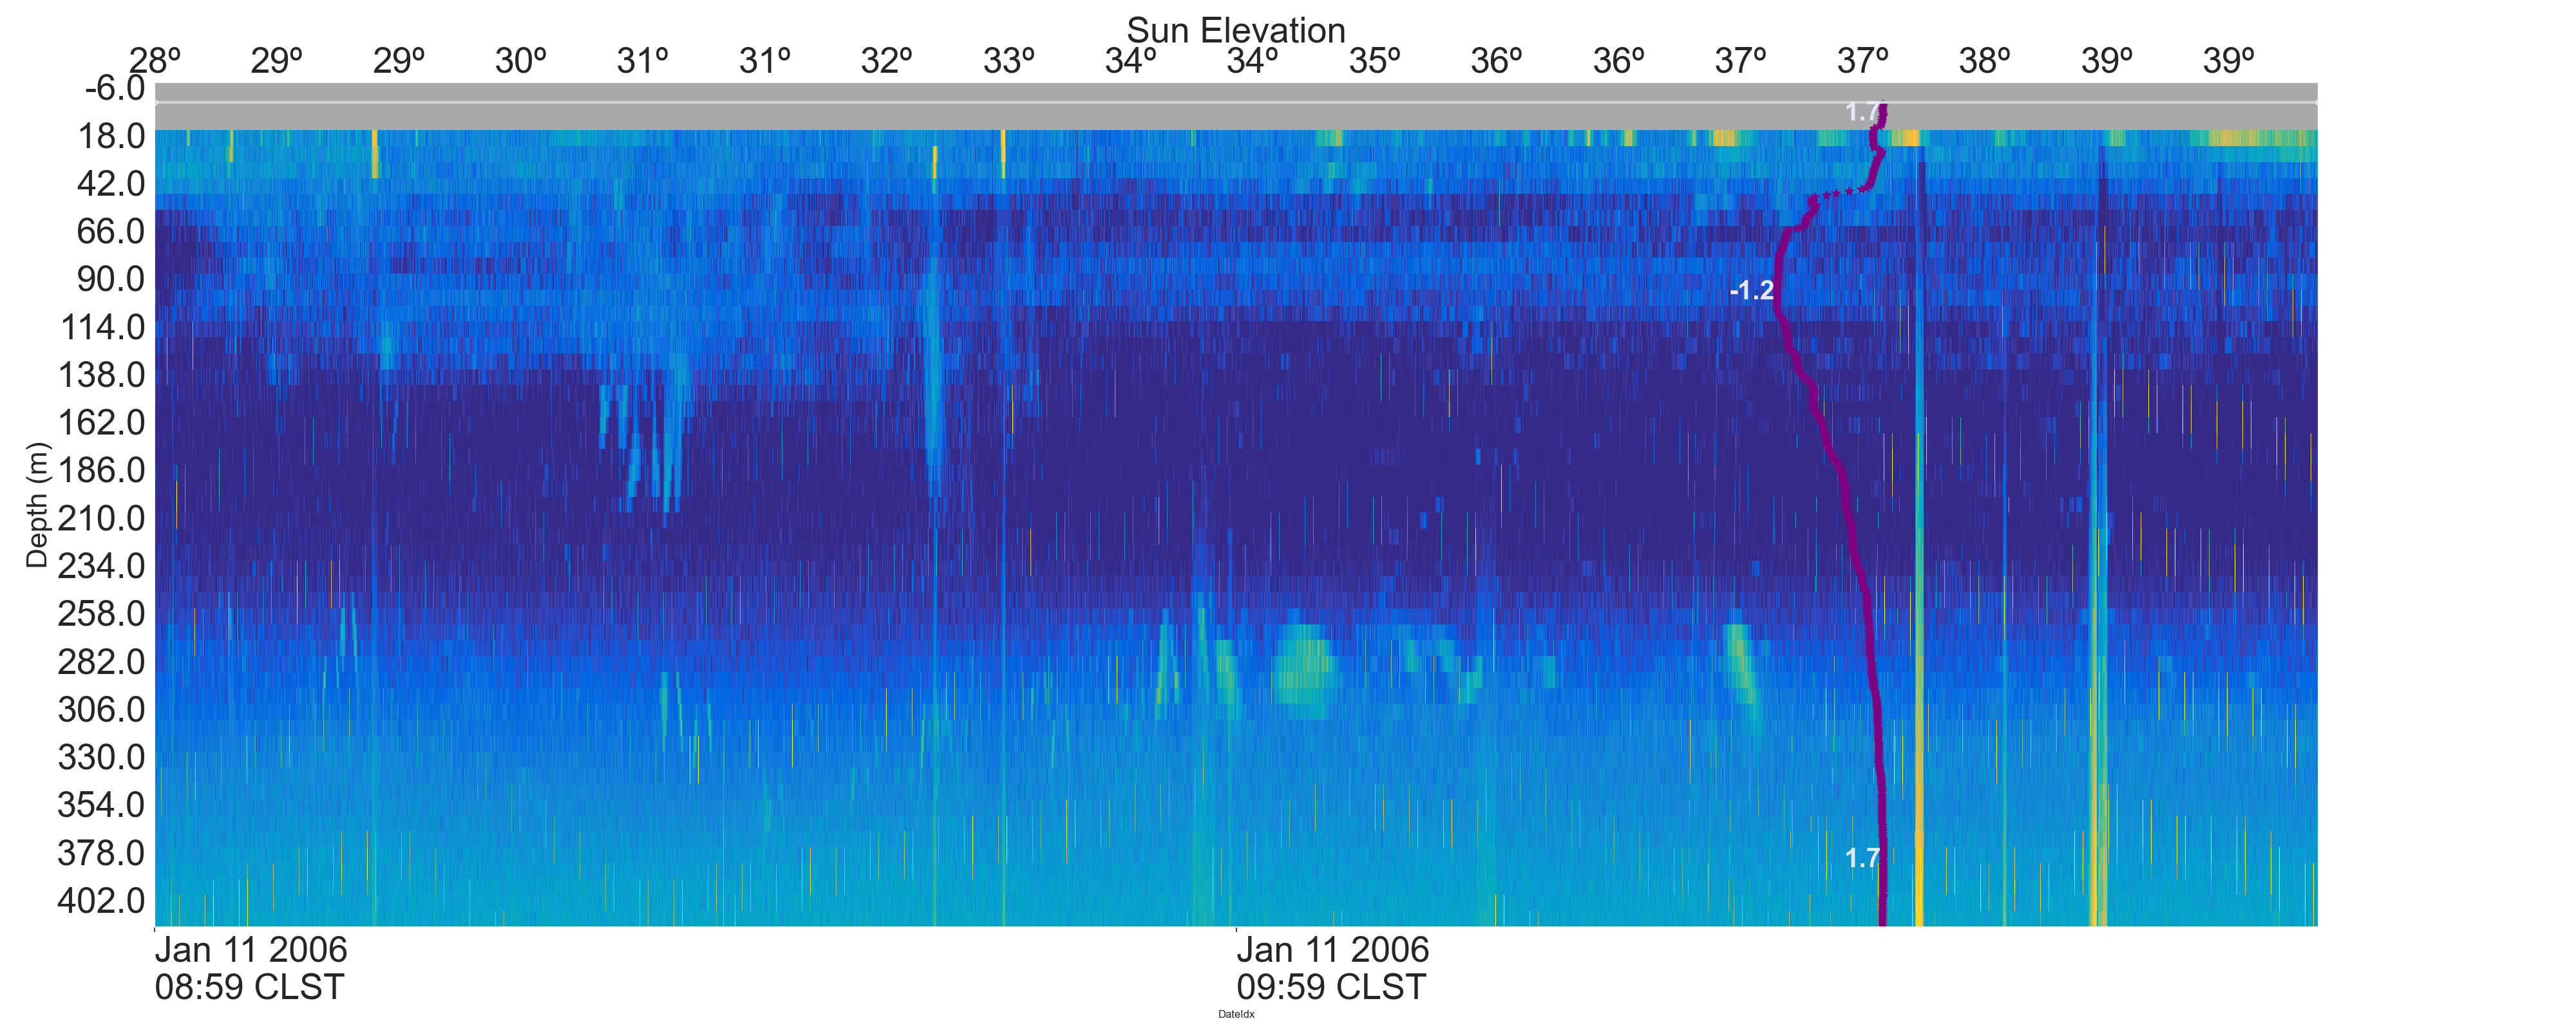 Sun Elevation
28º 29º 29º 30º 31º 31º 32º 33º 34º 34º 35º 36º 36º 37º 37º 38º 39º 39º
-6.0
1.7
18.0
42.0
66.0
90.0
-1.2
114.0
138.0
162.0
186.0
210.0
234.0
258.0
282.0
306.0
330.0
354.0
378.0
1.7
402.0
Depth (m)
Jan 11 2006
08:59 CLST
Jan 11 2006
09:59 CLST
DateIdx